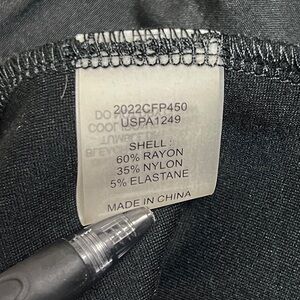 2022CFP450
USPA1249
SHELL:
60% RAYON
35% NYLON
5% ELASTANE
MADE IN CHINA